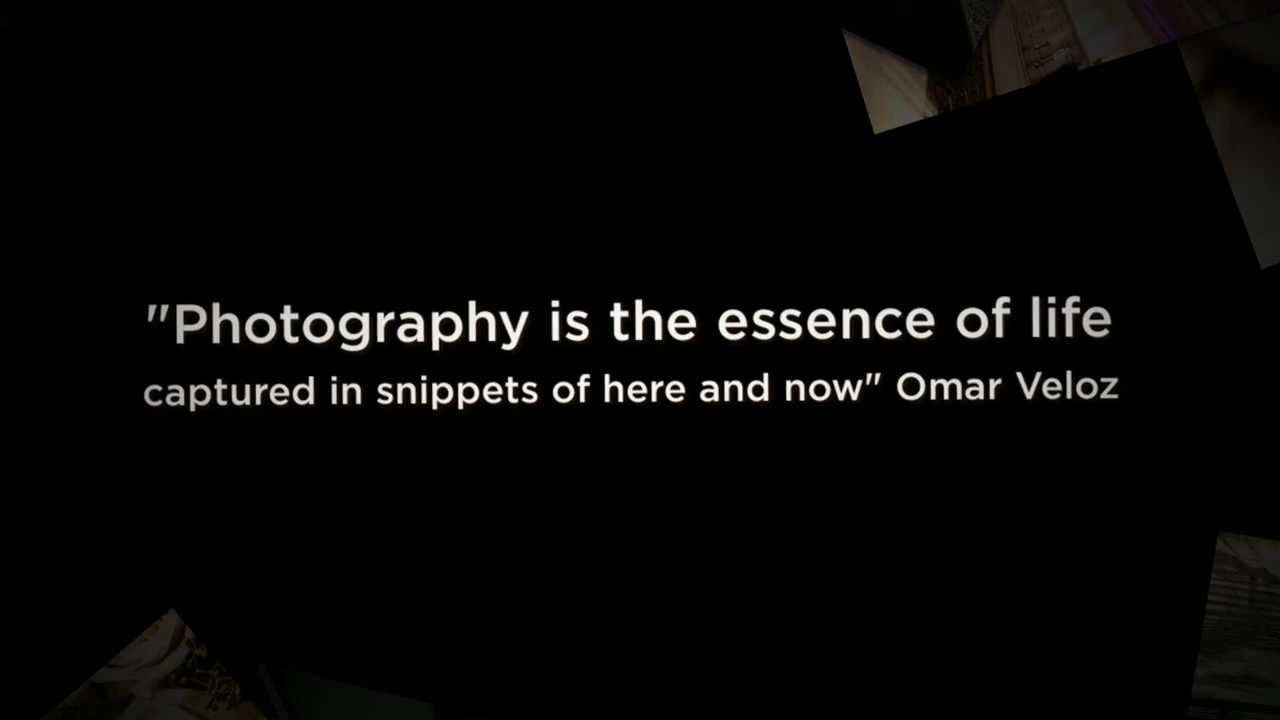 "Photography is the essence of life
captured in snippets of here and now" Omar Veloz